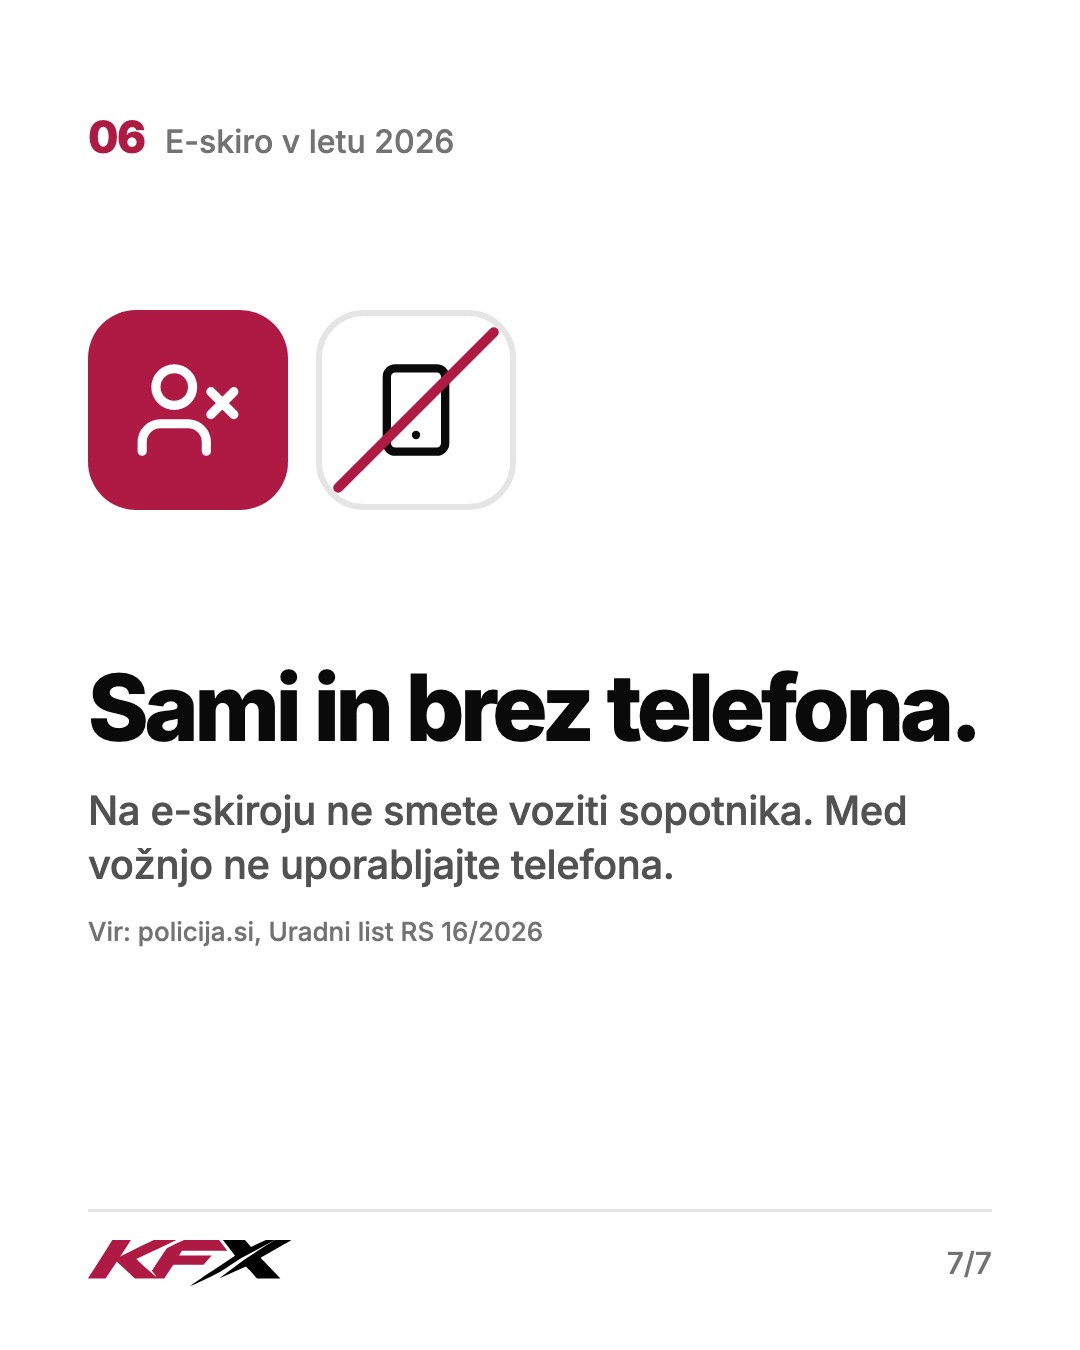 06 E-skiro v letu 2026
Sami in brez telefona.
Na e-skiroju ne smete voziti sopotnika. Med
vožnjo ne uporabljajte telefona.
Vir: policija.si, Uradni list RS 16/2026
KFX
7/7